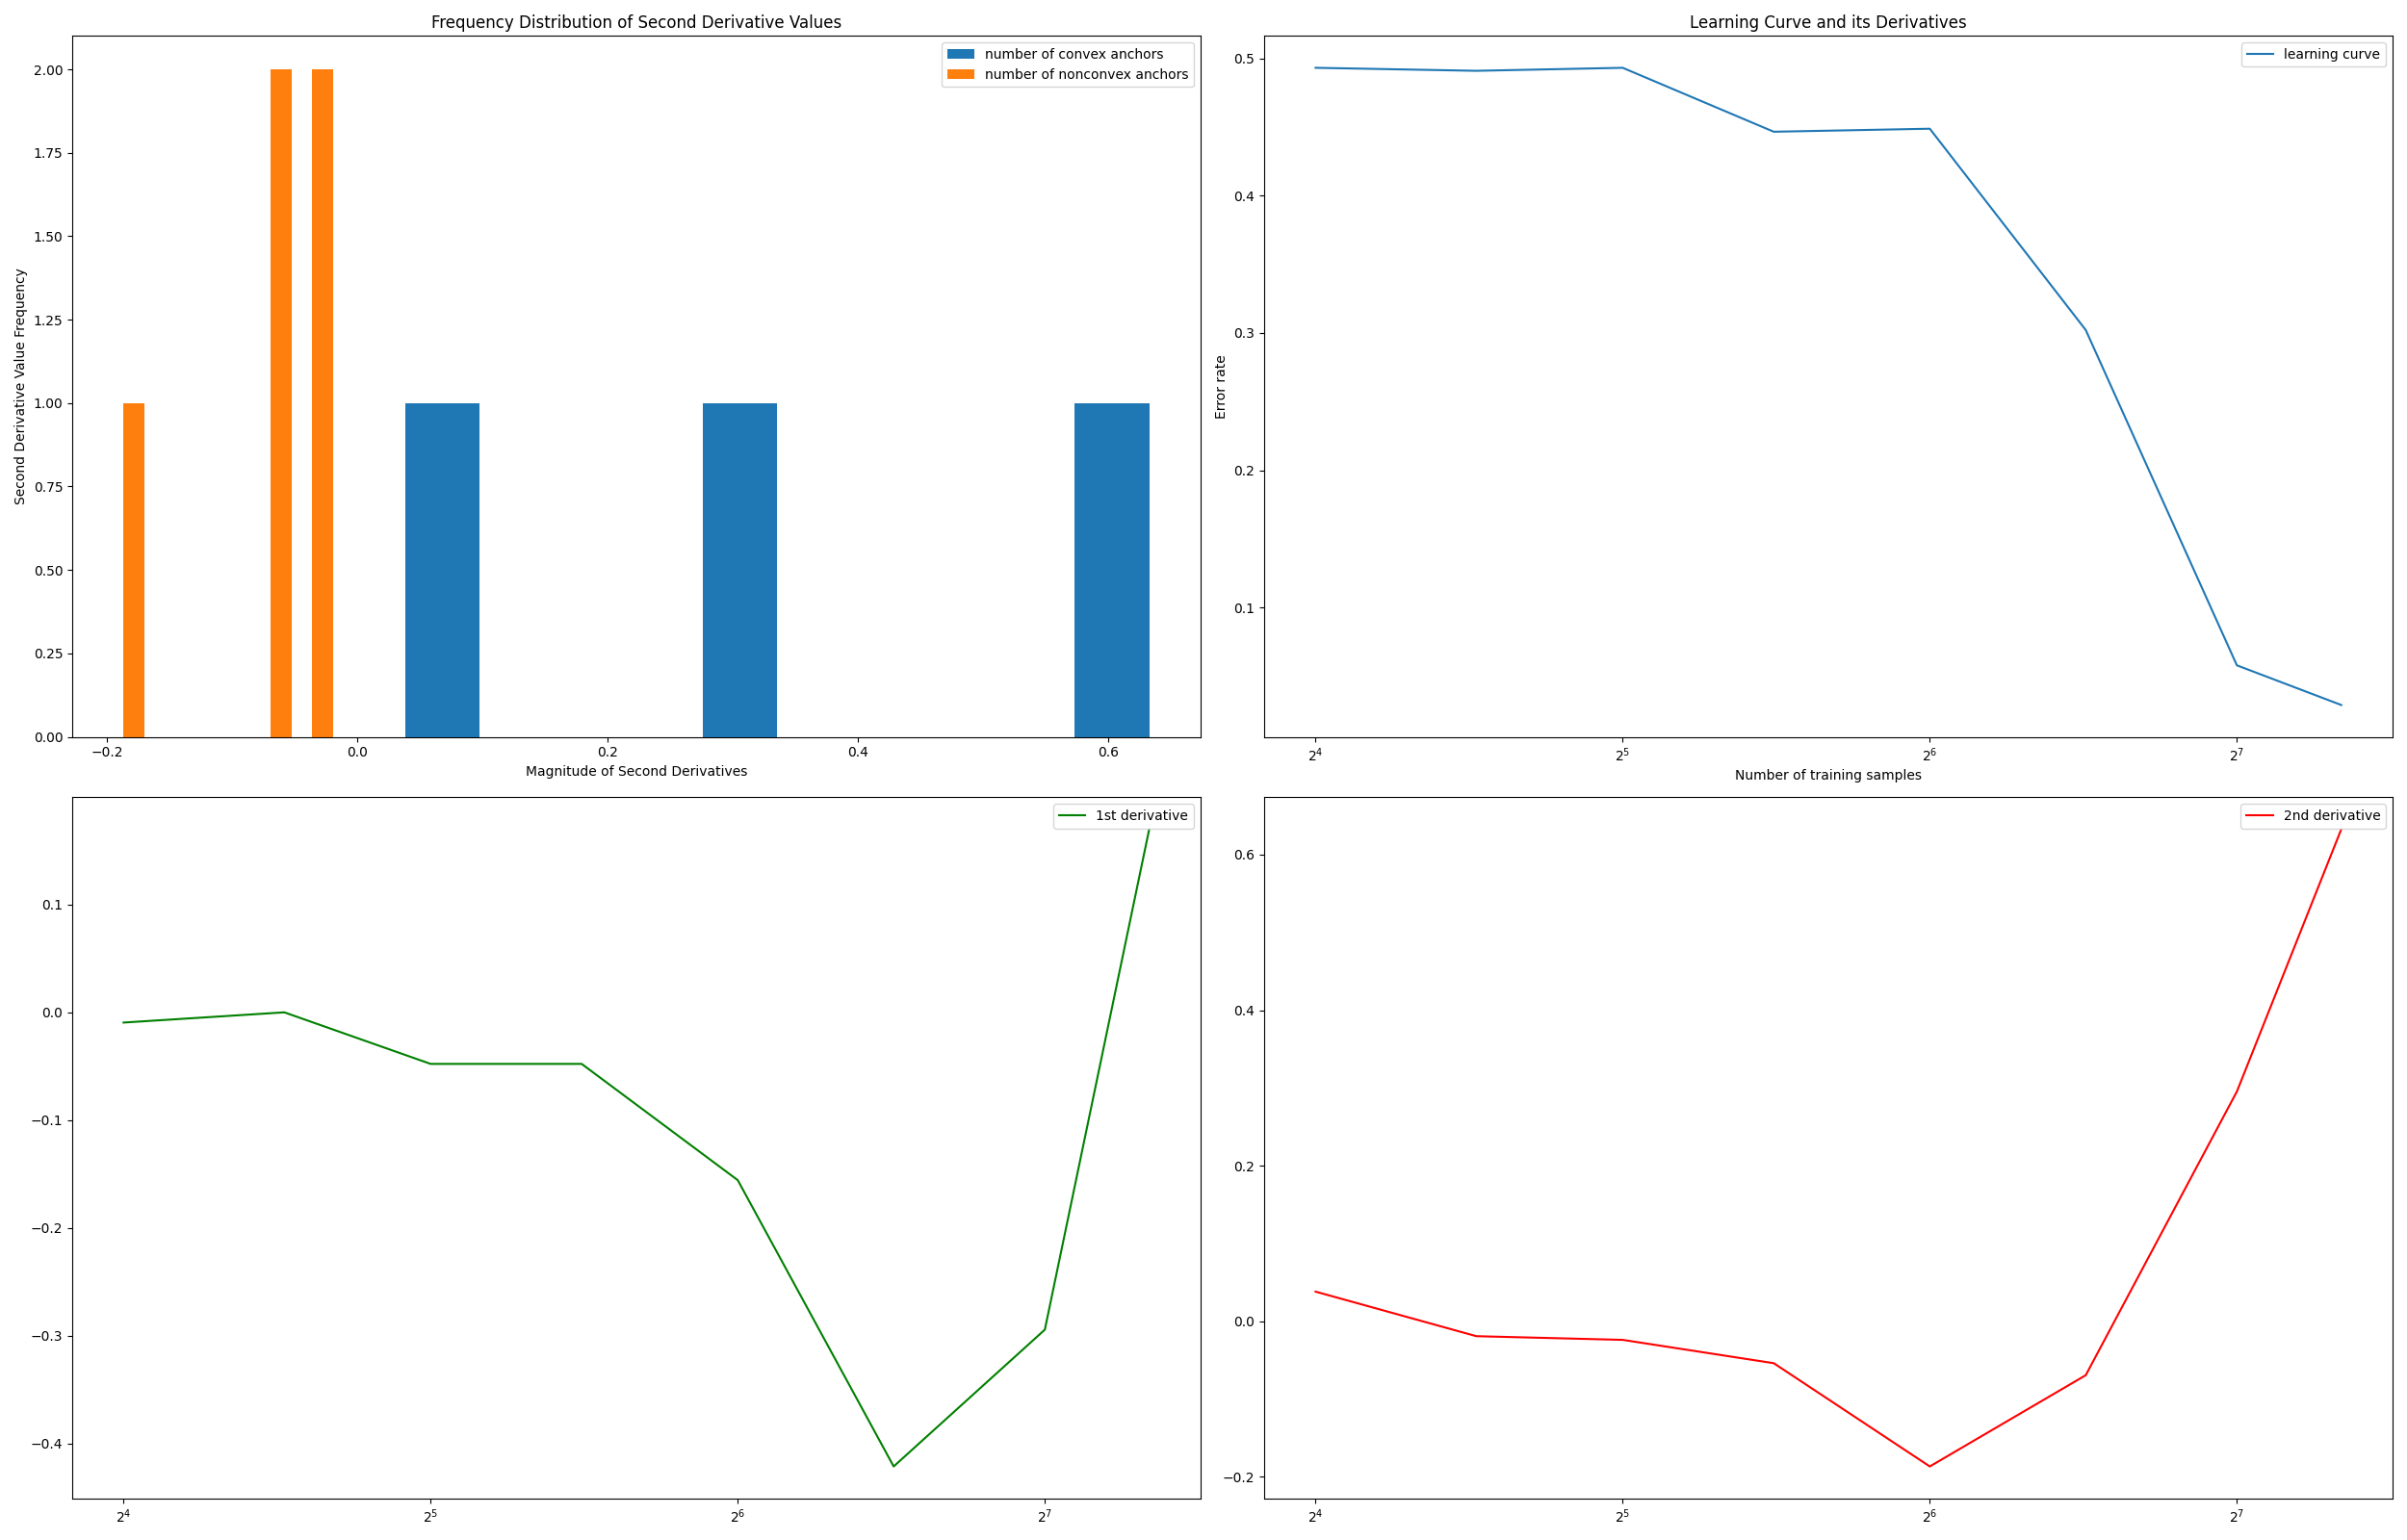 Frequency Distribution of Second Derivative Values
number of convex anchors
number of nonconvex anchors
Second Derivative Value Frequency
2.00
1.75
1.50
1.25
1.00
0.75
0.50
0.25
0.00
−0.2 0.0 0.2 0.4 0.6
Magnitude of Second Derivatives
Learning Curve and its Derivatives
learning curve
Error rate
0.5
0.4
0.3
0.2
0.1
2⁴ 2⁵ 2⁶ 2⁷
Number of training samples
1st derivative
0.1
0.0
−0.1
−0.2
−0.3
−0.4
2⁴ 2⁵ 2⁶ 2⁷
2nd derivative
0.6
0.4
0.2
0.0
−0.2
2⁴ 2⁵ 2⁶ 2⁷